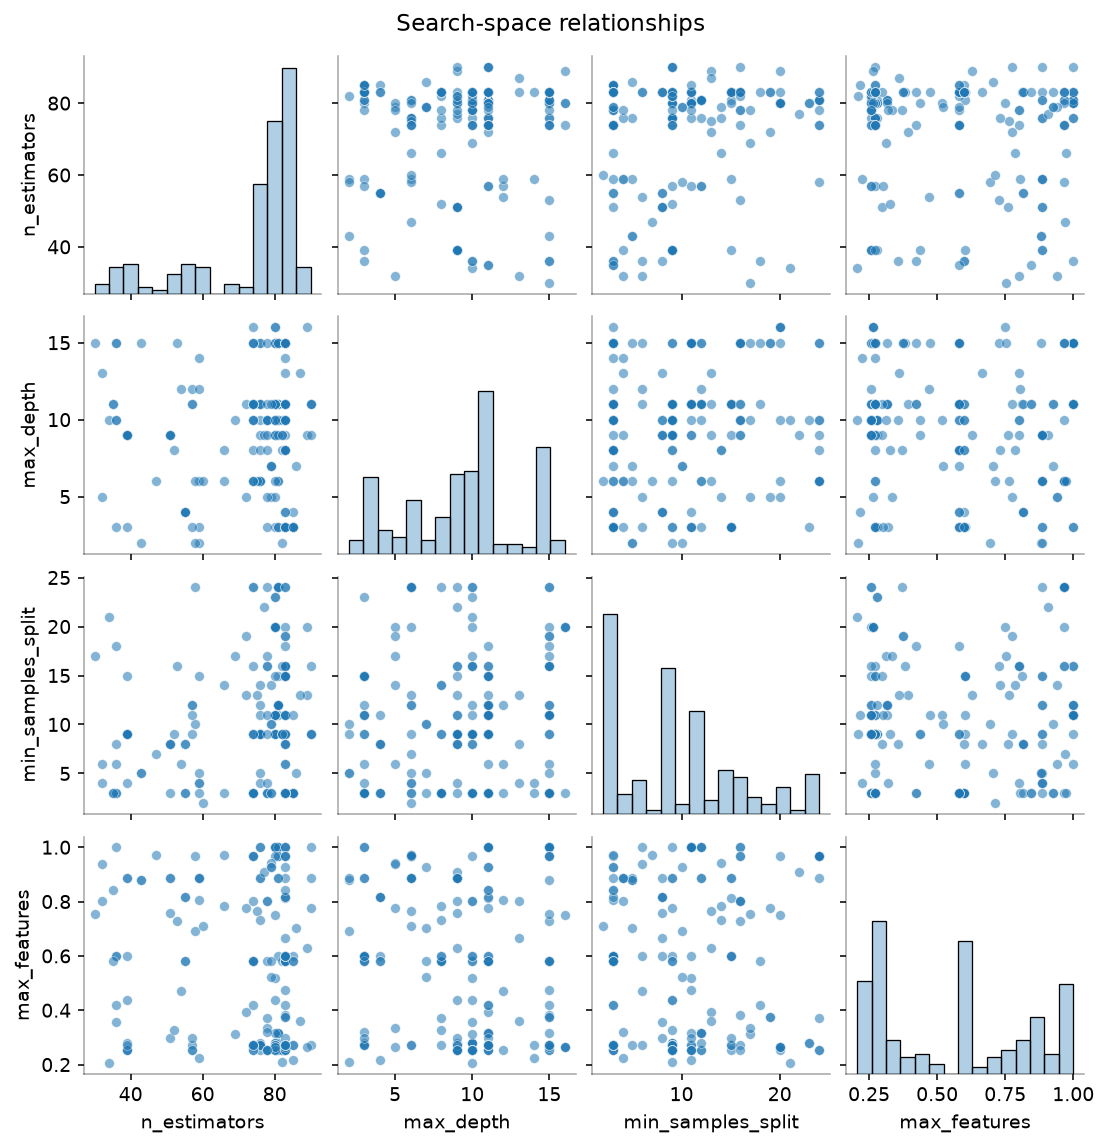 Search-space relationships
n_estimators
80
60
40
max_depth
15
10
5
min_samples_split
25
20
15
10
5
max_features
1.0
0.8
0.6
0.4
0.2
40 60 80 5 10 15 10 20 0.25 0.50 0.75 1.00
n_estimators max_depth min_samples_split max_features